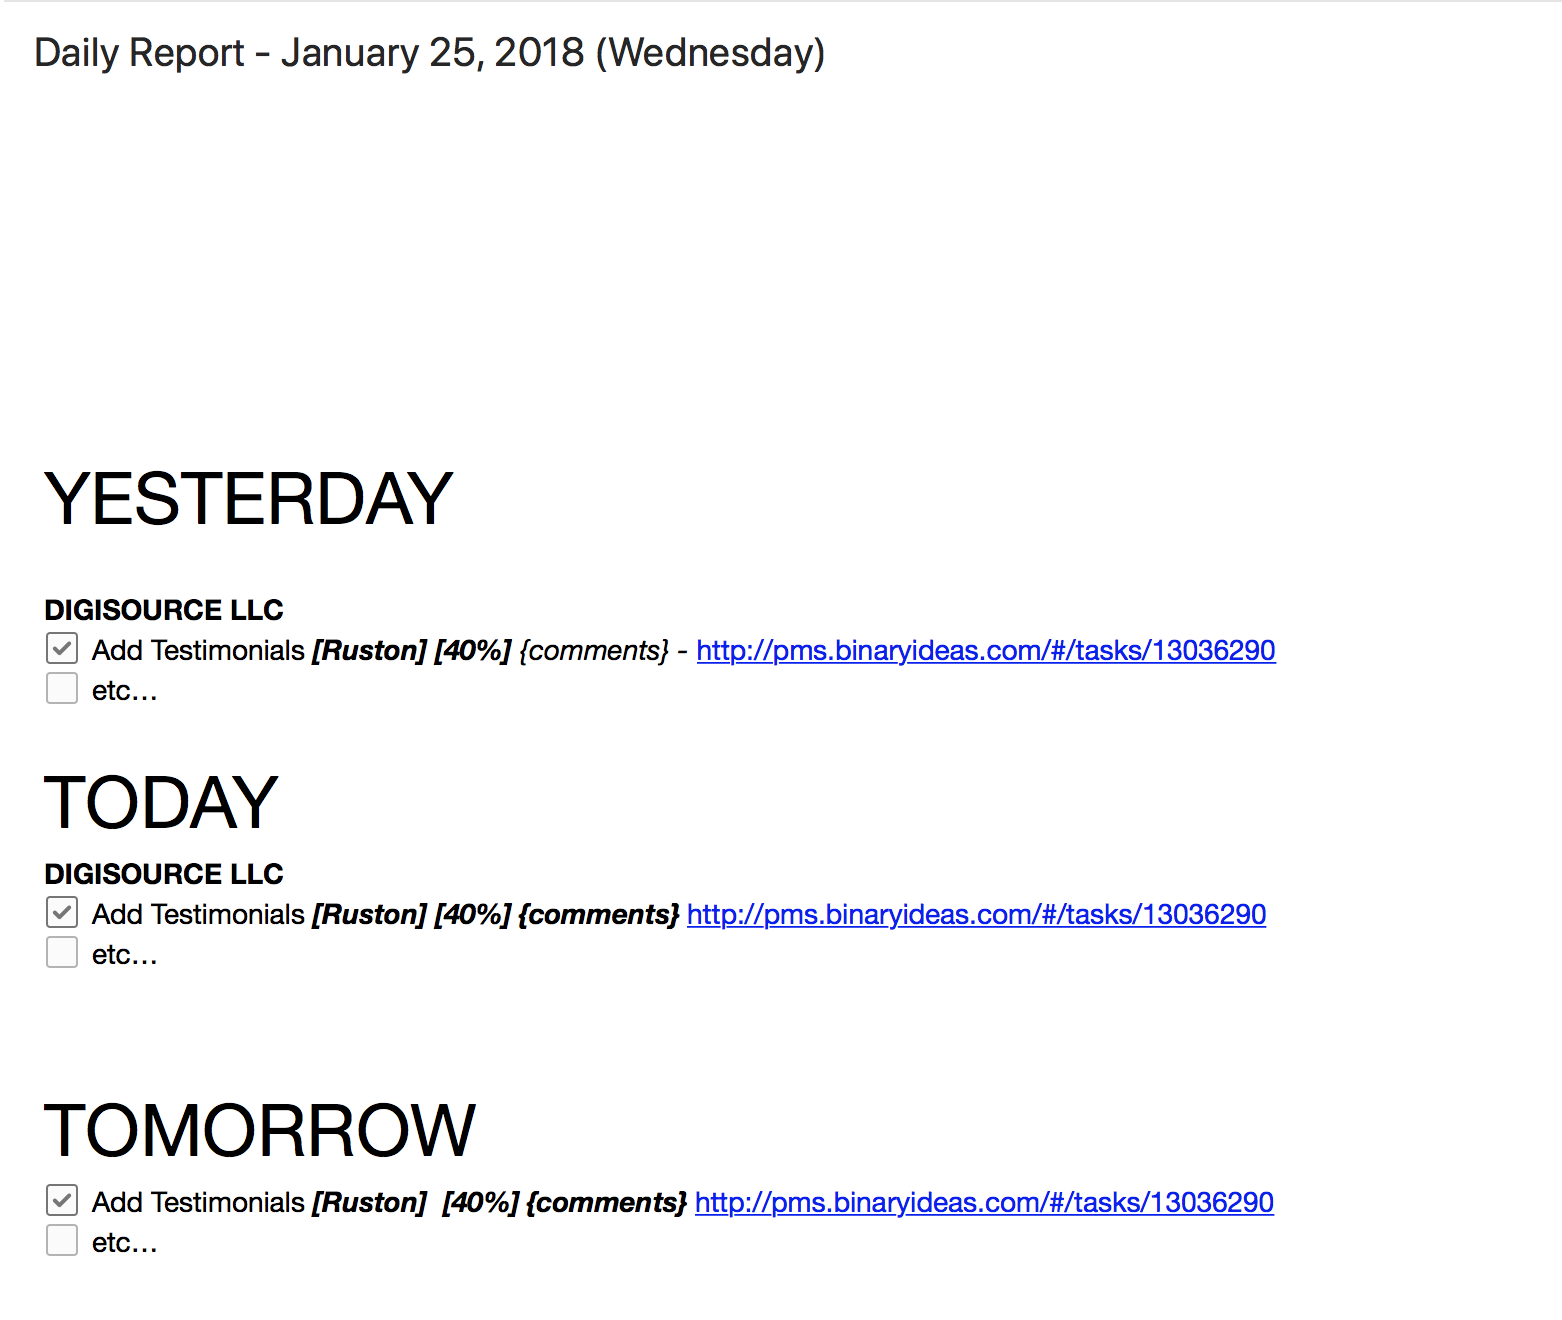 Daily Report - January 25, 2018 (Wednesday)
YESTERDAY
DIGISOURCE LLC
Add Testimonials [Ruston] [40%] {comments} - http://pms.binaryideas.com/#/tasks/13036290
etc...
TODAY
DIGISOURCE LLC
Add Testimonials [Ruston] [40%] {comments} http://pms.binaryideas.com/#/tasks/13036290
etc...
TOMORROW
Add Testimonials [Ruston]  [40%] {comments} http://pms.binaryideas.com/#/tasks/13036290
etc...